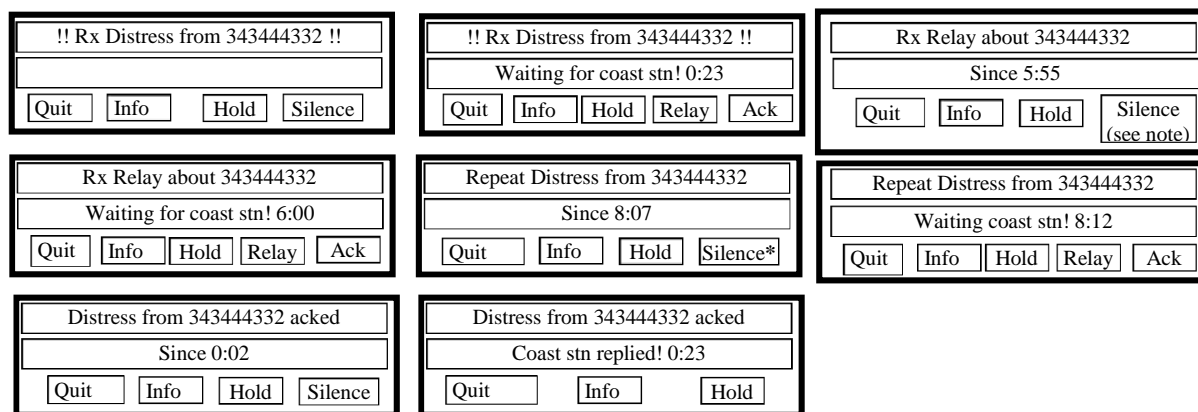 !! Rx Distress from 343444332 !!
Quit Info Hold Silence
!! Rx Distress from 343444332 !!
Waiting for coast stn! 0:23
Quit Info Hold Relay Ack
Rx Relay about 343444332
Since 5:55
Quit Info Hold Silence
(see note)
Rx Relay about 343444332
Waiting for coast stn! 6:00
Quit Info Hold Relay Ack
Repeat Distress from 343444332
Since 8:07
Quit Info Hold Silence*
Repeat Distress from 343444332
Waiting coast stn! 8:12
Quit Info Hold Relay Ack
Distress from 343444332 acked
Since 0:02
Quit Info Hold Silence
Distress from 343444332 acked
Coast stn replied! 0:23
Quit Info Hold